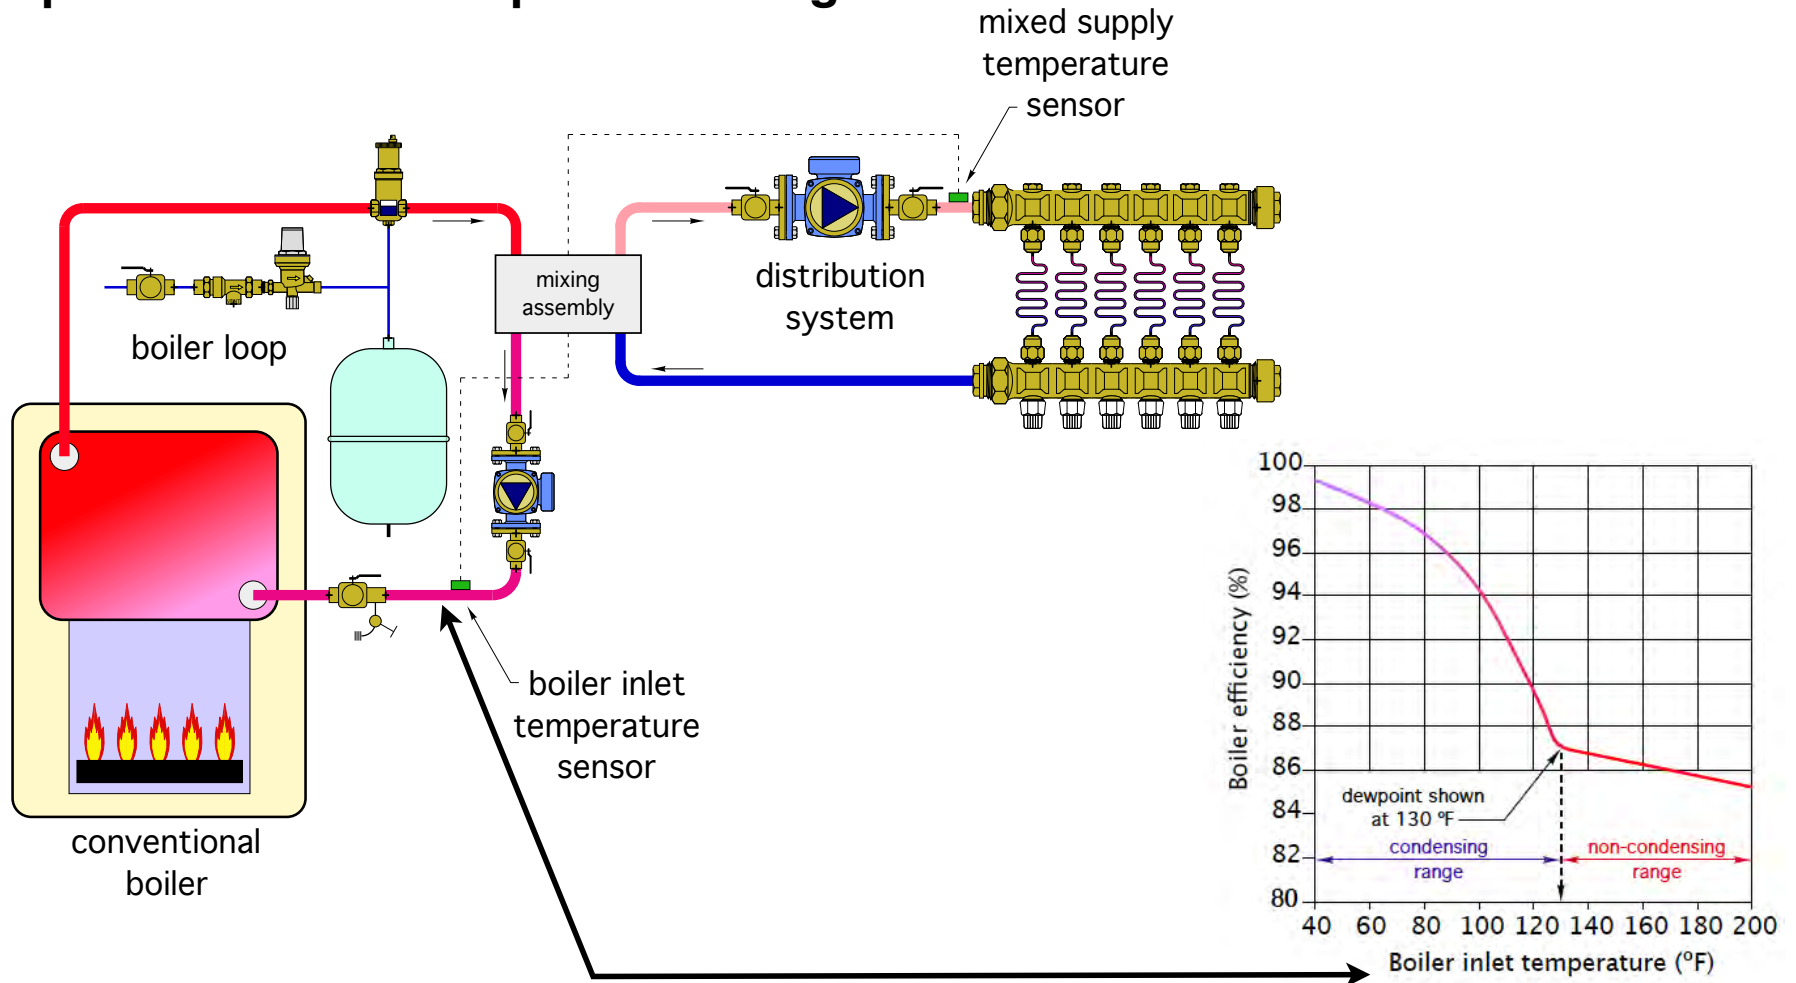 mixed supply
temperature
sensor
mixing
assembly
distribution
system
boiler loop
boiler inlet
temperature
sensor
conventional
boiler
100
98
96
94
92
90
88
86
84
82
80
Boiler efficiency (%)
dewpoint shown
at 130 ºF
condensing
range
non-condensing
range
40 60 80 100 120 140 160 180 200
Boiler inlet temperature (ºF)